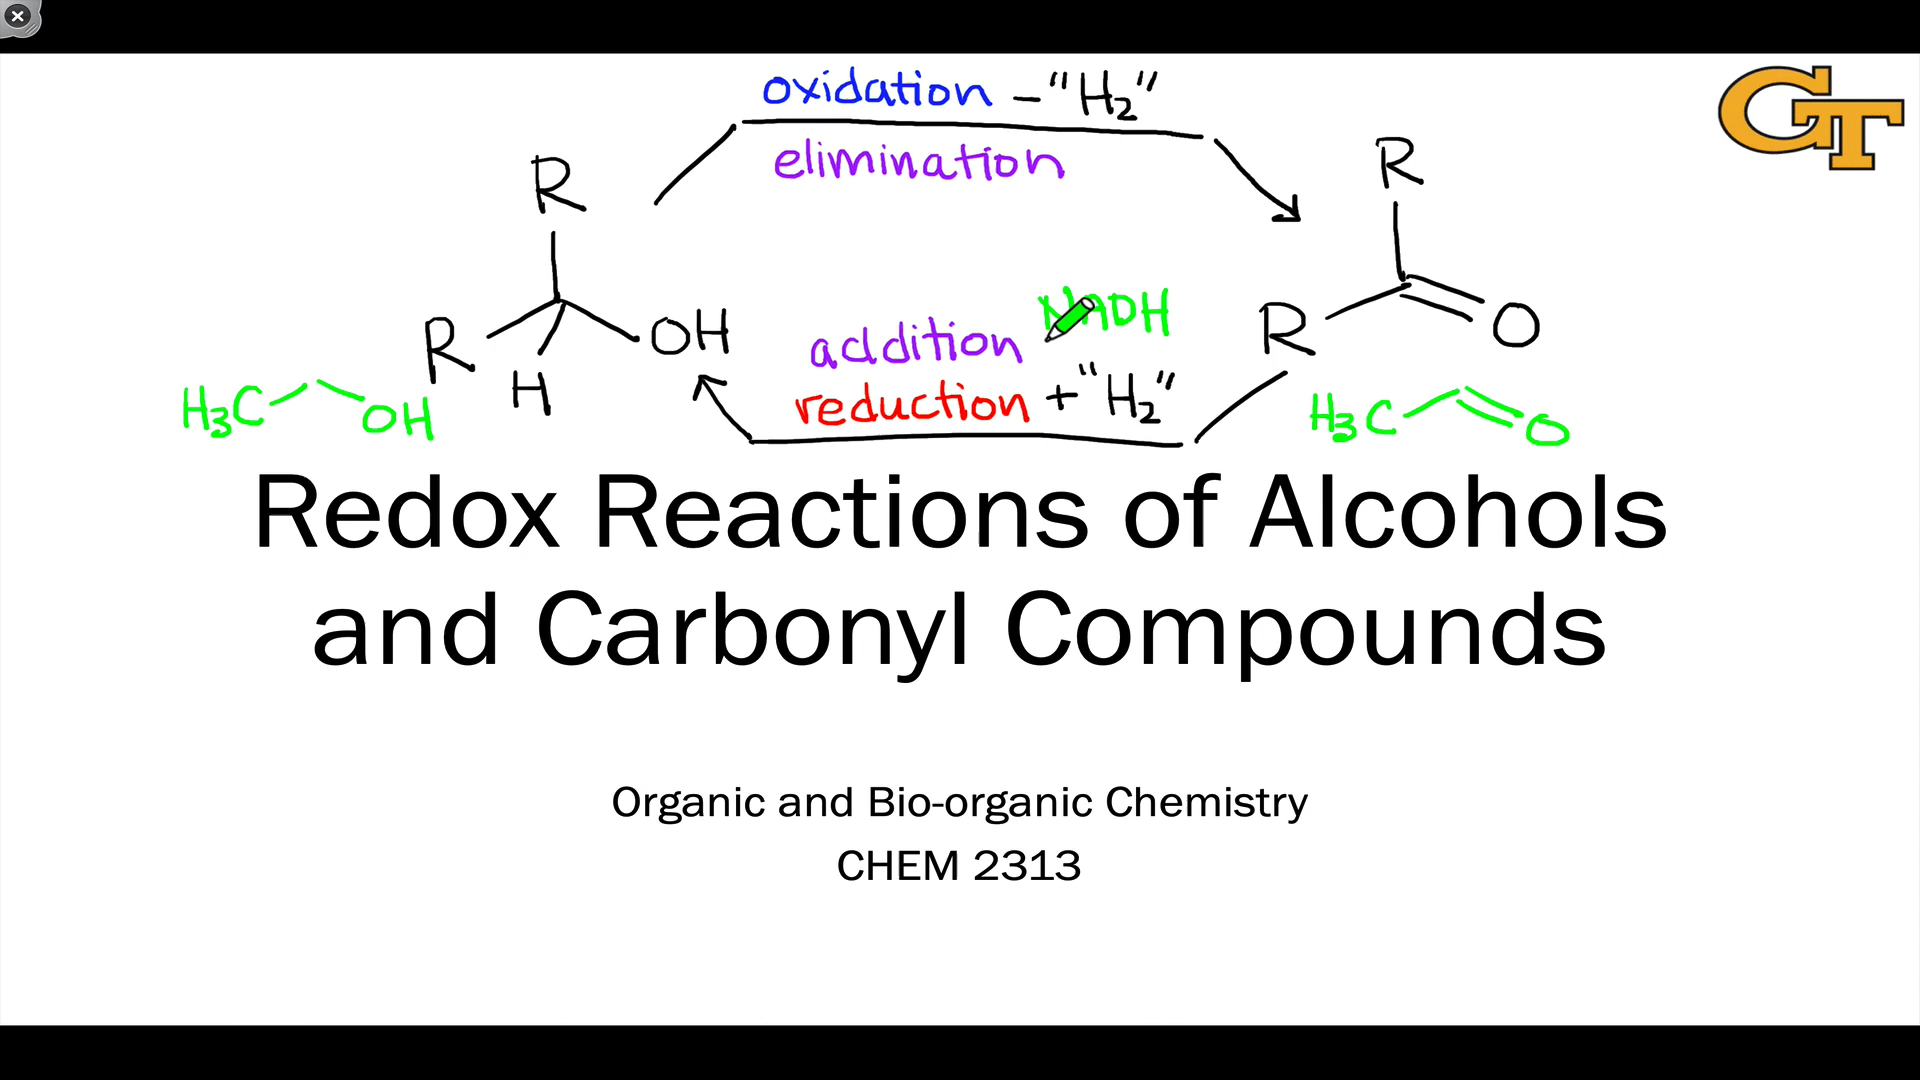 oxidation - "H2"
elimination
GT
R
R
OH
H
H3C
OH
NADH
addition
reduction + "H2"
R
R
O
H3C
O
Redox Reactions of Alcohols
and Carbonyl Compounds
Organic and Bio-organic Chemistry
CHEM 2313